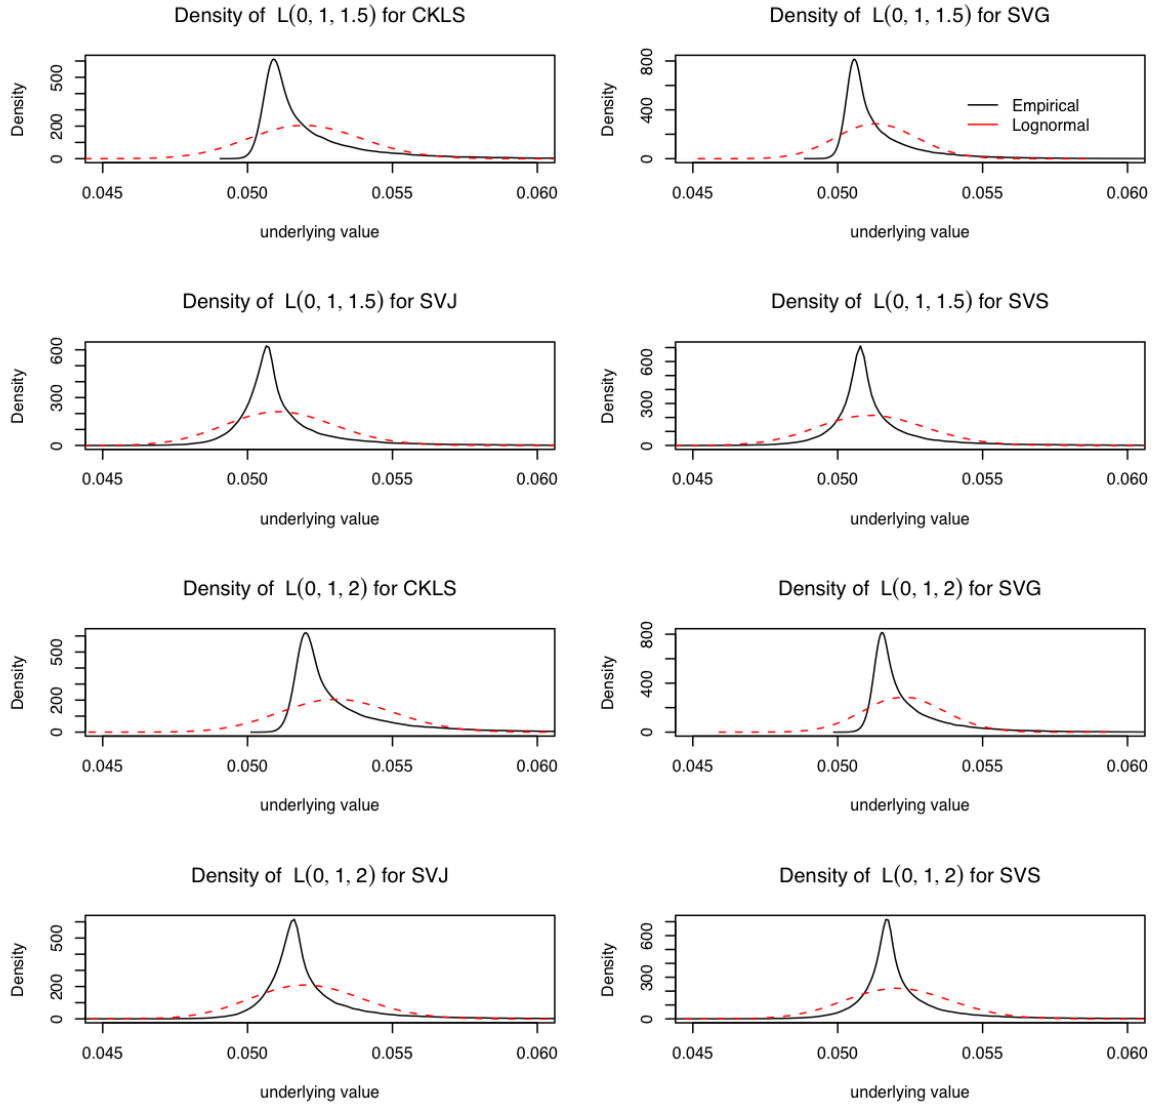 Density of L(0, 1, 1.5) for CKLS
Density
0 200 500
0.045 0.050 0.055 0.060
underlying value
Density of L(0, 1, 1.5) for SVG
Density
0 400 800
Empirical
Lognormal
0.045 0.050 0.055 0.060
underlying value
Density of L(0, 1, 1.5) for SVJ
Density
0 300 600
0.045 0.050 0.055 0.060
underlying value
Density of L(0, 1, 1.5) for SVS
Density
0 300 600
0.045 0.050 0.055 0.060
underlying value
Density of L(0, 1, 2) for CKLS
Density
0 200 500
0.045 0.050 0.055 0.060
underlying value
Density of L(0, 1, 2) for SVG
Density
0 400 800
0.045 0.050 0.055 0.060
underlying value
Density of L(0, 1, 2) for SVJ
Density
0 200 500
0.045 0.050 0.055 0.060
underlying value
Density of L(0, 1, 2) for SVS
Density
0 300 600
0.045 0.050 0.055 0.060
underlying value